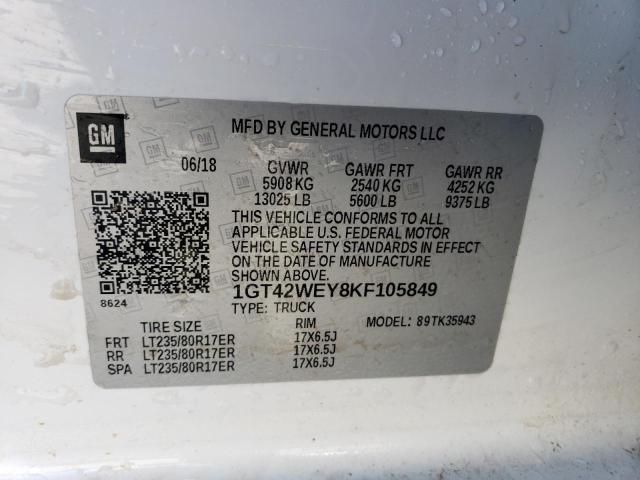 GM
MFD BY GENERAL MOTORS LLC
06/18 GVWR GAWR FRT GAWR RR
5908 KG 2540 KG 4252 KG
13025 LB 5600 LB 9375 LB
THIS VEHICLE CONFORMS TO ALL
APPLICABLE U.S. FEDERAL MOTOR
VEHICLE SAFETY STANDARDS IN EFFECT
ON THE DATE OF MANUFACTURE
SHOWN ABOVE.
8624
1GT42WEY8KF105849
TYPE: TRUCK MODEL: 89TK35943
TIRE SIZE RIM
FRT LT235/80R17ER 17X6.5J
RR LT235/80R17ER 17X6.5J
SPA LT235/80R17ER 17X6.5J